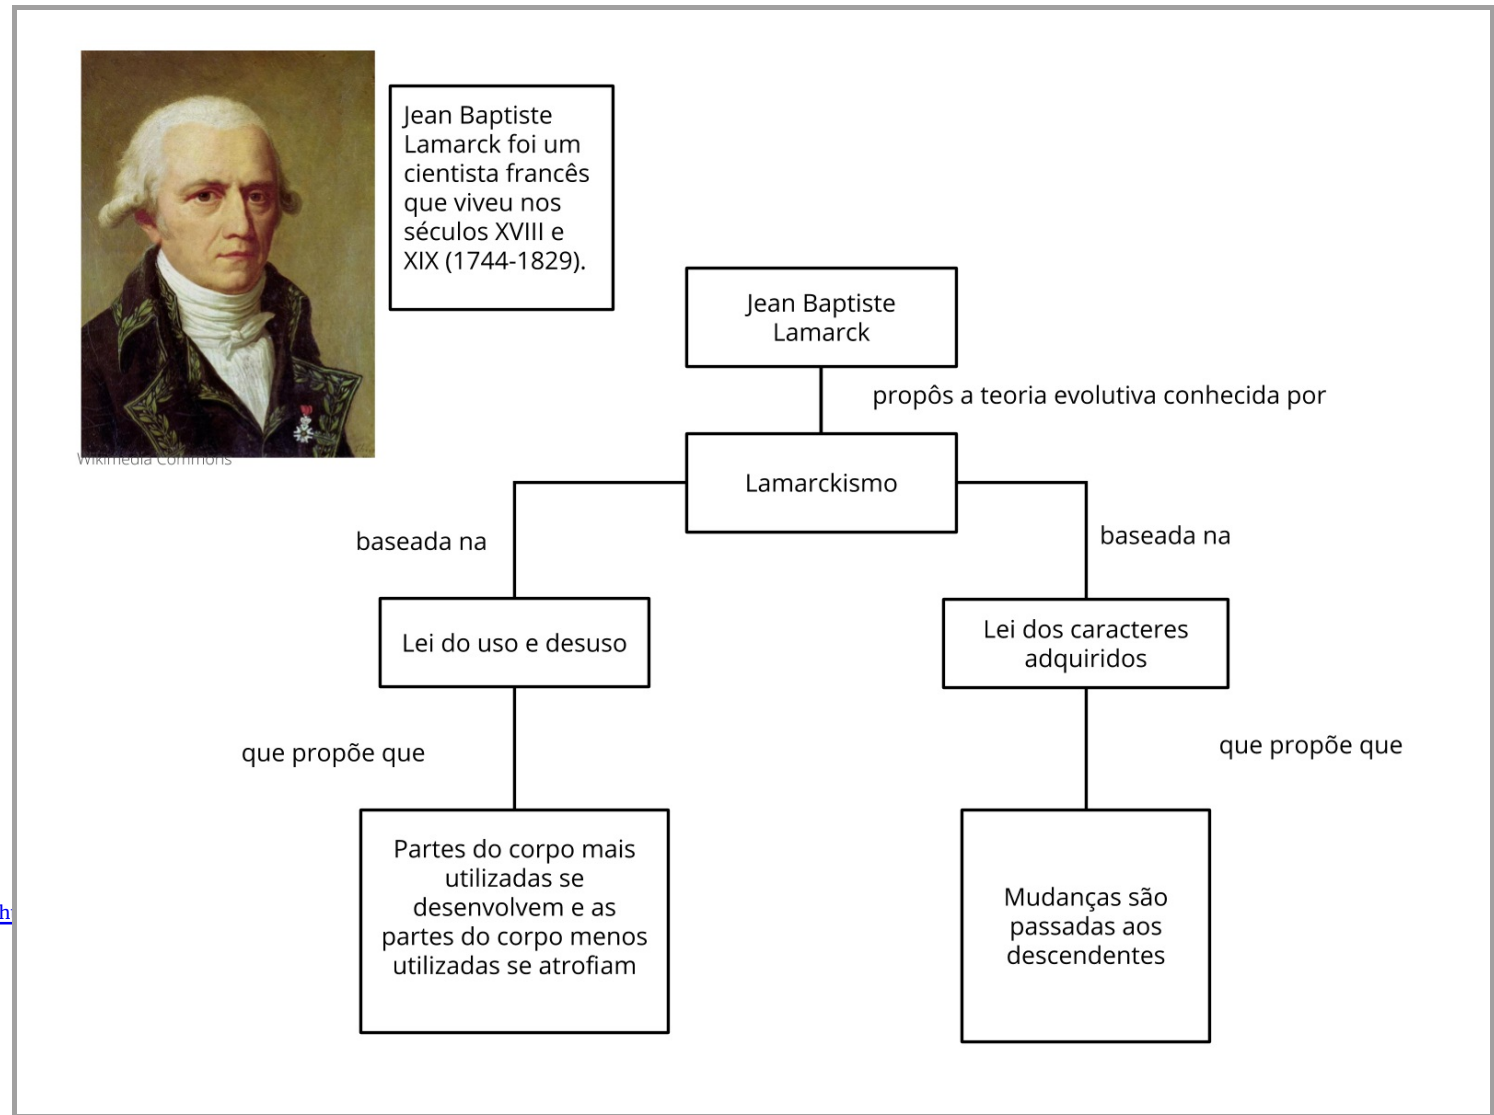 Jean Baptiste
Lamarck foi um
cientista francês
que viveu nos
séculos XVIII e
XIX (1744-1829).
Wikimedia Commons
Jean Baptiste
Lamarck
propôs a teoria evolutiva conhecida por
Lamarckismo
baseada na
baseada na
Lei do uso e desuso
Lei dos caracteres
adquiridos
que propõe que
que propõe que
Partes do corpo mais
utilizadas se
desenvolvem e as
partes do corpo menos
utilizadas se atrofiam
Mudanças são
passadas aos
descendentes